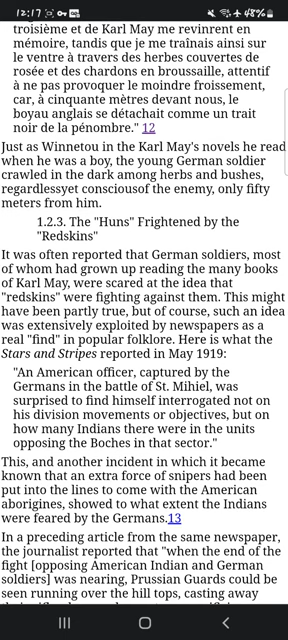 12:17
48%
troisième et de Karl May me revinrent en
mémoire, tandis que je me traînais ainsi sur
le ventre à travers des herbes couvertes de
rosée et des chardons en broussaille, attentif
à ne pas provoquer le moindre froissement,
car, à cinquante mètres devant nous, le
boyau anglais se détachait comme un trait
noir de la pénombre." 12
Just as Winnetou in the Karl May's novels he read
when he was a boy, the young German soldier
crawled in the dark among herbs and bushes,
regardlessyet consciousof the enemy, only fifty
meters from him.
1.2.3. The "Huns" Frightened by the
"Redskins"
It was often reported that German soldiers, most
of whom had grown up reading the many books
of Karl May, were scared at the idea that
"redskins" were fighting against them. This might
have been partly true, but of course, such an idea
was extensively exploited by newspapers as a
real "find" in popular folklore. Here is what the
Stars and Stripes reported in May 1919:
"An American officer, captured by the
Germans in the battle of St. Mihiel, was
surprised to find himself interrogated not on
his division movements or objectives, but on
how many Indians there were in the units
opposing the Boches in that sector."
This, and another incident in which it became
known that an extra force of snipers had been
put into the lines to come with the American
aborigines, showed to what extent the Indians
were feared by the Germans.13
In a preceding article from the same newspaper,
the journalist reported that "when the end of the
fight [opposing American Indian and German
soldiers] was nearing, Prussian Guards could be
seen running over the hill tops, casting away